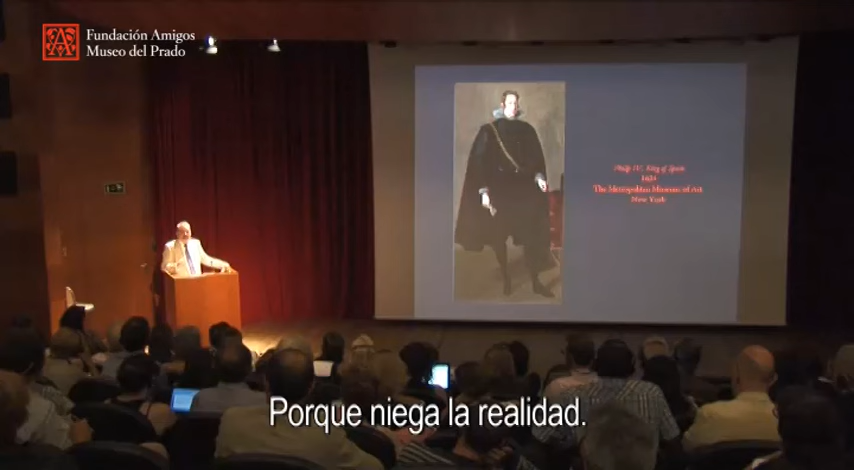 Fundación Amigos
Museo del Prado
Philip IV, King of Spain
The Metropolitan Museum of Art
New York
Porque niega la realidad.